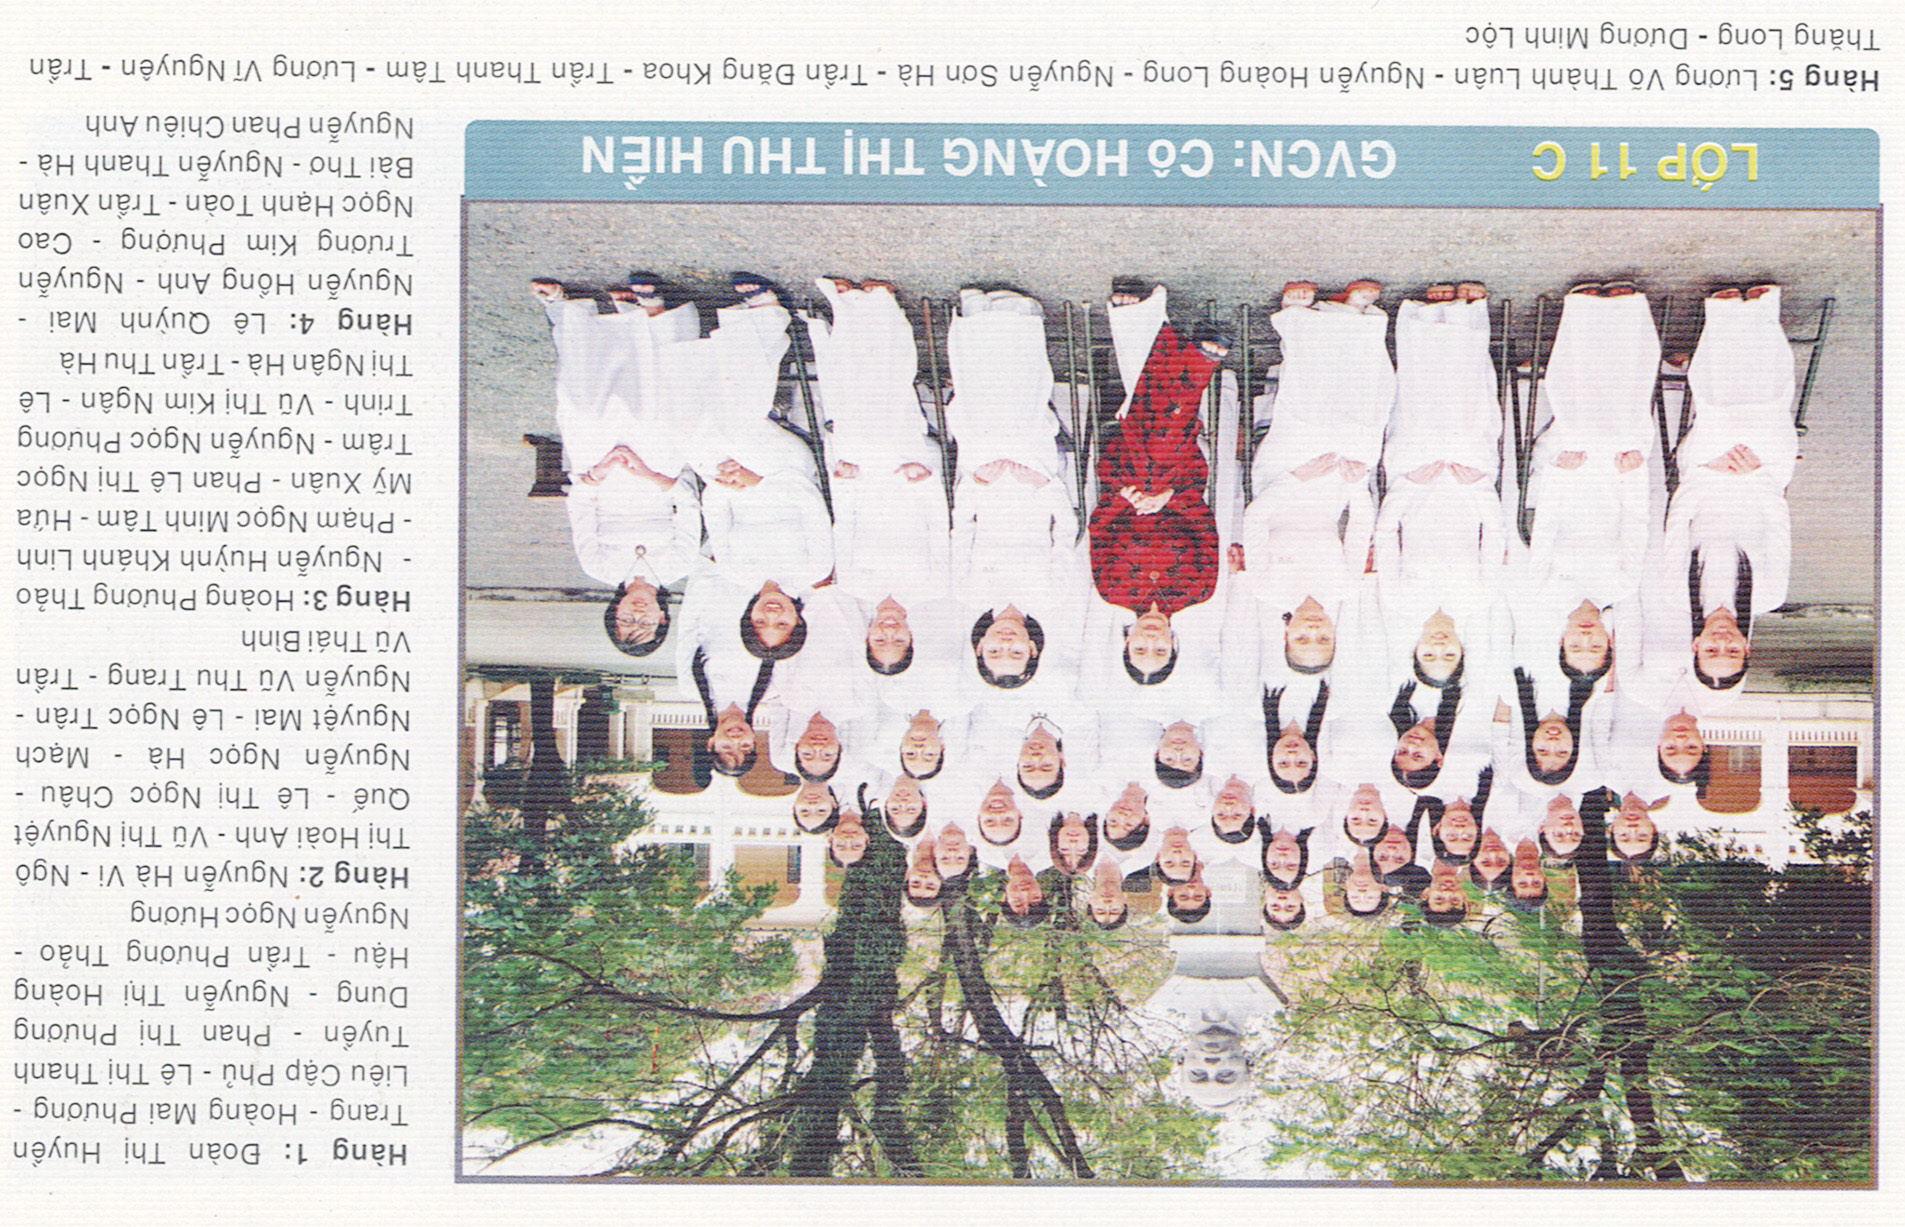 Hàng 1: Đoàn Thị Huyền
Trang - Hoàng Mai Phương -
Liêu Cập Phủ - Lê Thị Thanh
Tuyền - Phan Thị Phương
Dung - Nguyễn Thị Hoàng
Hậu - Trần Phương Thảo -
Nguyễn Ngọc Hương
Hàng 2: Nguyễn Hà Vi - Ngô
Thị Hoài Anh - Vũ Thị Nguyệt
Quế - Lê Thị Ngọc Châu -
Nguyễn Ngọc Hà - Mạch
Nguyệt Mai - Lê Ngọc Trân -
Nguyễn Vũ Thu Trang - Trần
Vũ Thái Bình
Hàng 3: Hoàng Phương Thảo
- Nguyễn Huỳnh Khánh Linh
- Phạm Ngọc Minh Tâm - Hứa
Mỹ Xuân - Phan Lê Thị Ngọc
Trâm - Nguyễn Ngọc Phương
Trinh - Vũ Thị Kim Ngân - Lê
Thị Ngân Hà - Trần Thu Hà
Hàng 4: Lê Quỳnh Mai -
Nguyễn Hồng Anh - Nguyễn
Trương Kim Phượng - Cao
Ngọc Hạnh Toàn - Trần Xuân
Bài Thơ - Nguyễn Thanh Hà -
Nguyễn Phan Chiêu Anh
LỚP 11 C GVCN: Cô HOÀNG THỊ THU HIỀN
Hàng 5: Lương Võ Thành Luân - Nguyễn Hoàng Long - Nguyễn Sơn Hà - Trần Đăng Khoa - Trần Thanh Tâm - Lương Vĩ Nguyên - Trần
Thăng Long - Dương Minh Lộc